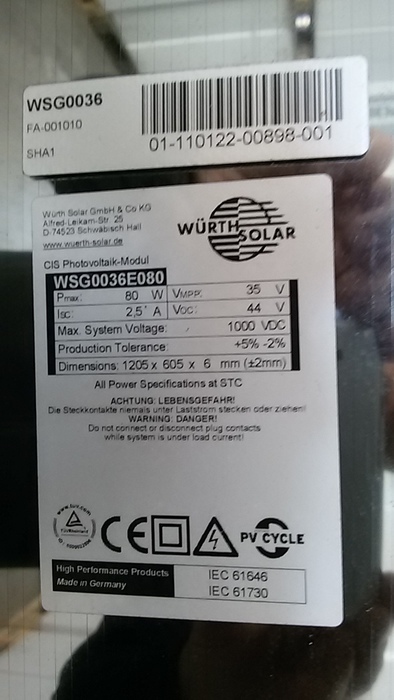 WSG0036
FA-001010
SHA1
01-110122-00898-001
Würth Solar GmbH & Co KG
Alfred-Leikam-Str. 25
D-74523 Schwäbisch Hall
www.wuerth-solar.de
WÜRTH SOLAR
CIS Photovoltaik-Modul
WSG0036E080
Pmax: 80 W VMPP: 35 V
Isc: 2,5 A Voc: 44 V
Max. System Voltage: 1000 VDC
Production Tolerance: +5% -2%
Dimensions: 1205 x 605 x 6 mm (±2mm)
All Power Specifications at STC
ACHTUNG: LEBENSGEFAHR!
Die Steckkontakte niemals unter Laststrom stecken oder ziehen!
WARNING: DANGER!
Do not connect or disconnect plug contacts
while system is under load current!
www.tuv.com
TÜVRheinland
CE
PV CYCLE
High Performance Products
Made in Germany
IEC 61646
IEC 61730